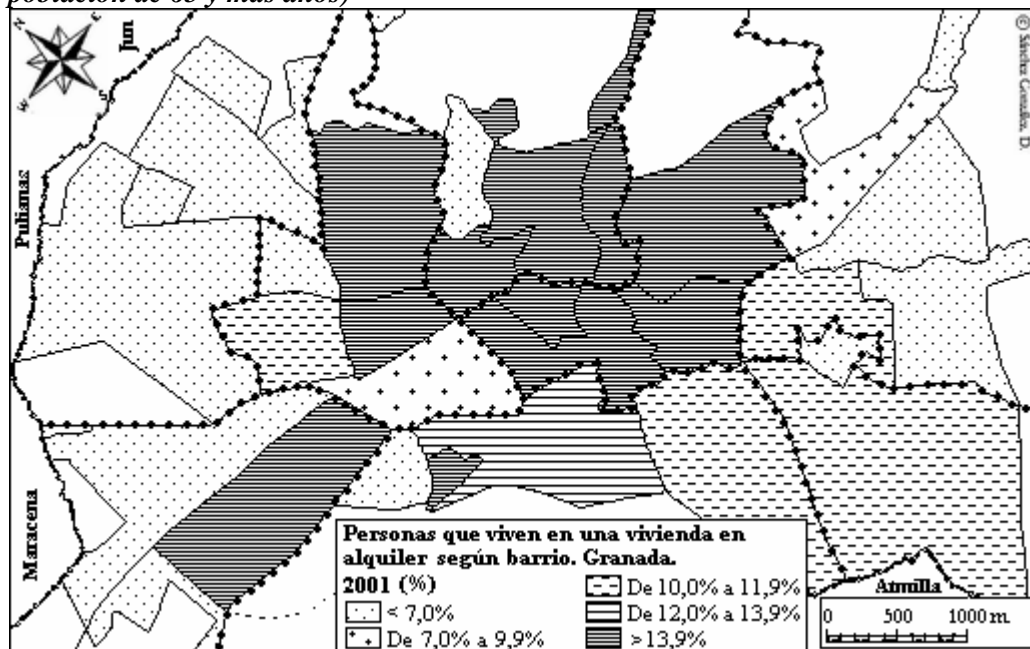 población de 65 y más años)
N
E
S
W
Jun
© Sánchez González, D.
Pulianas
Maracena
Personas que viven en una vivienda en
alquiler según barrio. Granada.
2001 (%)
< 7,0%
De 7,0% a 9,9%
De 10,0% a 11,9%
De 12,0% a 13,9%
>13,9%
Atmilla
0 500 1000 m.